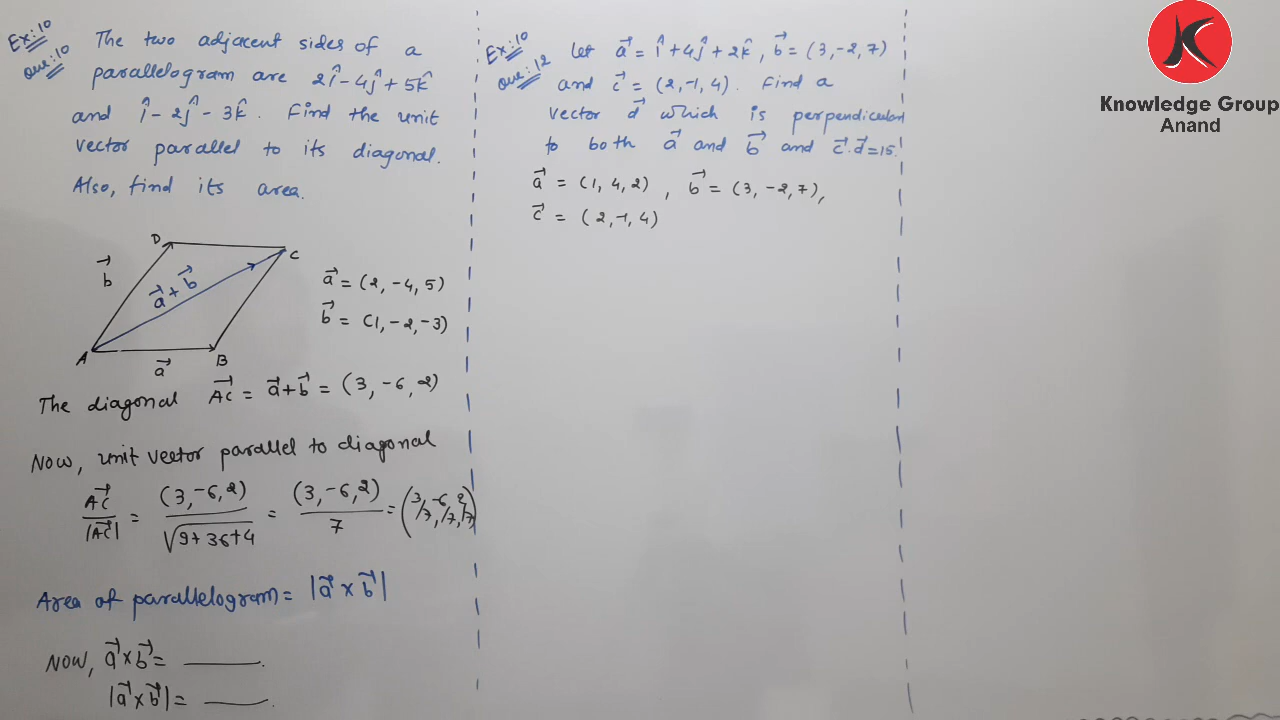 Ex:10
Que:10
The two adjacent sides of a
parallelogram are 2î-4ĵ+5k̂
and î-2ĵ-3k̂. Find the unit
vector parallel to its diagonal.
Also, find its area.
D
C
b⃗
a⃗+b⃗
A
B
a⃗
a⃗ = (2,-4,5)
b⃗ = (1,-2,-3)
The diagonal AC⃗ = a⃗+b⃗ = (3,-6,2)
Now, unit vector parallel to diagonal
AC⃗/|AC⃗| = (3,-6,2)/√9+36+4 = (3,-6,2)/7 = (3/7,-6/7,2/7)
Area of parallelogram = |a⃗ x b⃗|
Now, a⃗xb⃗= ———.
|a⃗xb⃗|= ———.
Ex:10
Que:12
Let a⃗ = î+4ĵ+2k̂, b⃗ = (3,-2,7)
and c⃗ = (2,-1,4). Find a
vector d⃗ which is perpendicular
to both a⃗ and b⃗ and c⃗.d⃗=15.
a⃗ = (1,4,2), b⃗ = (3,-2,7),
c⃗ = (2,-1,4)
K
Knowledge Group
Anand